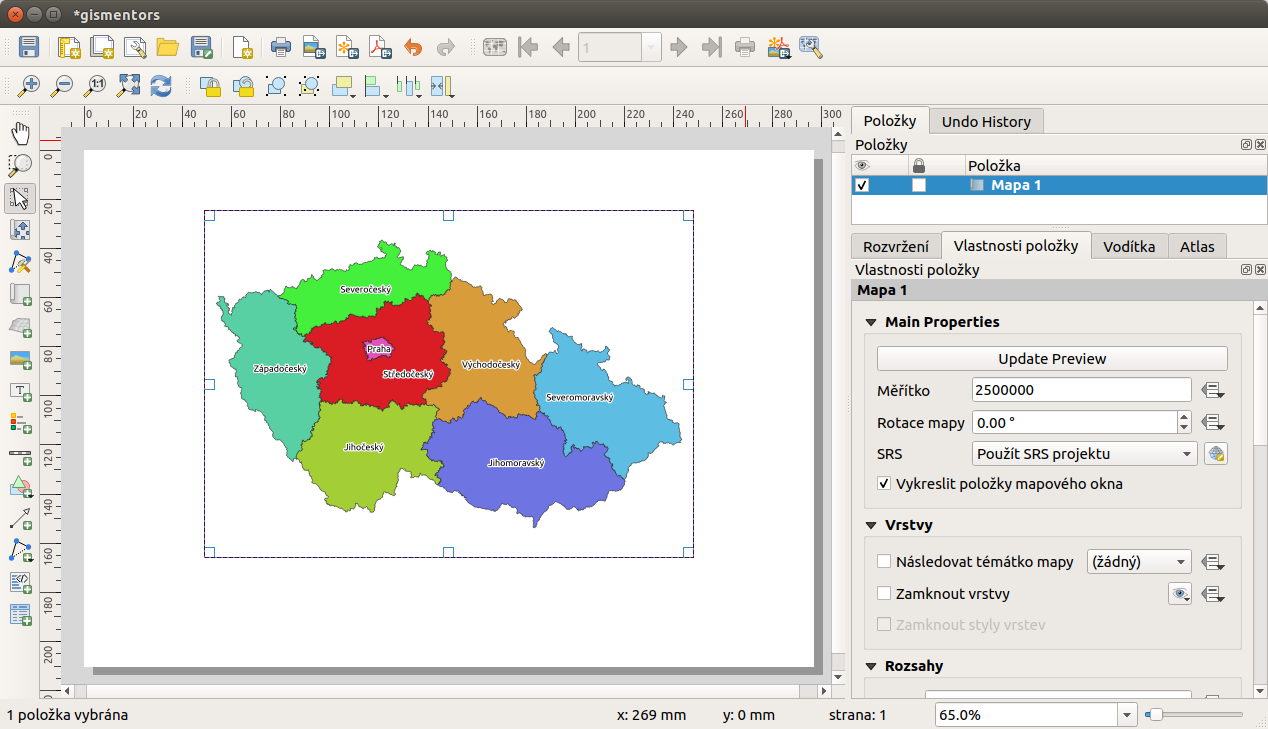 *gismentors
1
1:1
0 20 40 60 80 100 120 140 160 180 200 220 240 260 280 300
0
20
40
60
80
100
120
140
160
180
200
Severočeský
Praha
Západočeský
Středočeský
Východočeský
Severomoravský
Jihočeský
Jihomoravský
Položky Undo History
Položky
Položka
Mapa 1
Rozvržení Vlastnosti položky Vodítka Atlas
Vlastnosti položky
Mapa 1
Main Properties
Update Preview
Měřítko 2500000
Rotace mapy 0.00 °
SRS Použít SRS projektu
Vykreslit položky mapového okna
Vrstvy
Následovat témátko mapy (žádný)
Zamknout vrstvy
Zamknout styly vrstev
Rozsahy
1 položka vybrána x: 269 mm y: 0 mm strana: 1 65.0%